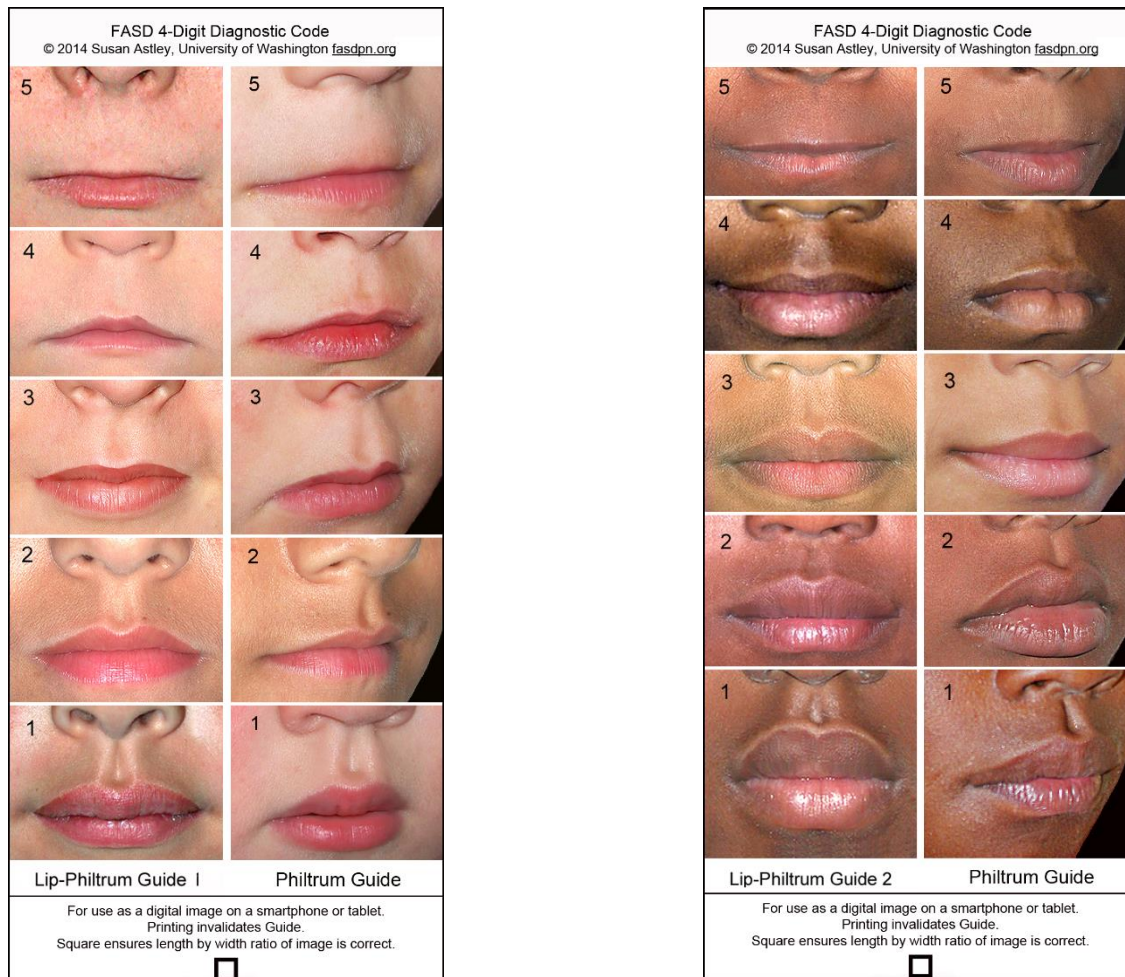 FASD 4-Digit Diagnostic Code
© 2014 Susan Astley, University of Washington fasdpn.org
5
5
4
4
3
3
2
2
1
1
Lip-Philtrum Guide 1
Philtrum Guide
For use as a digital image on a smartphone or tablet.
Printing invalidates Guide.
Square ensures length by width ratio of image is correct.
FASD 4-Digit Diagnostic Code
© 2014 Susan Astley, University of Washington fasdpn.org
5
5
4
4
3
3
2
2
1
1
Lip-Philtrum Guide 2
Philtrum Guide
For use as a digital image on a smartphone or tablet.
Printing invalidates Guide.
Square ensures length by width ratio of image is correct.